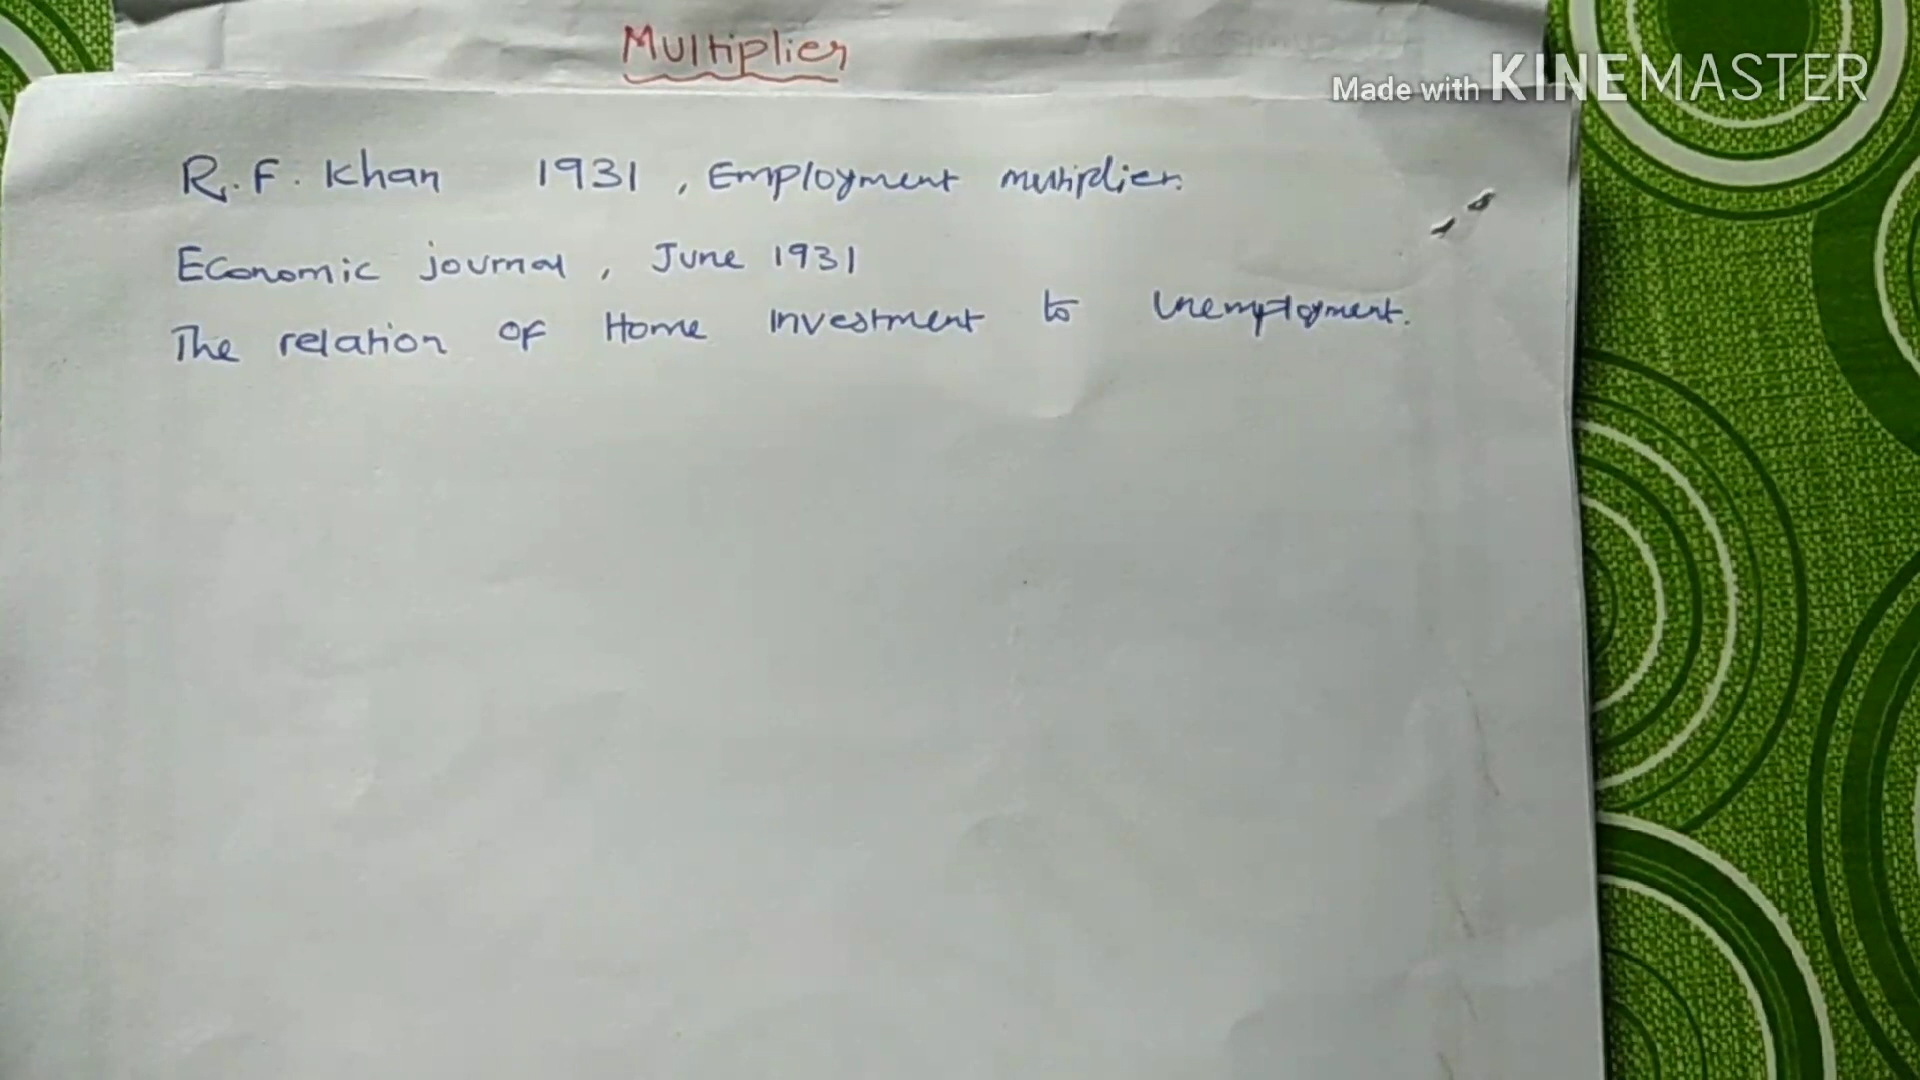 Multiplier
Made with KINEMASTER
R.F. Khan 1931, Employment multiplier.
Economic journal, June 1931
The relation of Home Investment to Unemployment.